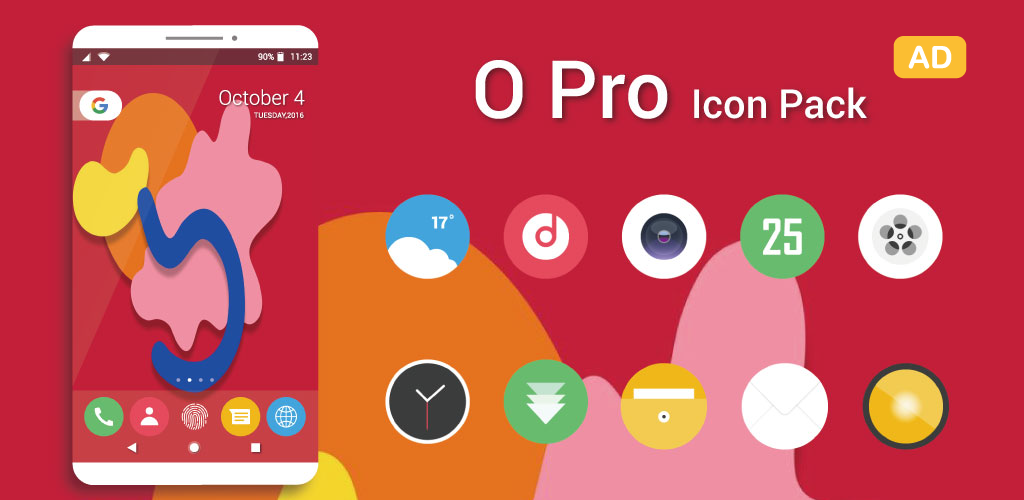 90% 11:23
October 4
TUESDAY,2016
G
O Pro Icon Pack
AD
17°
d
25